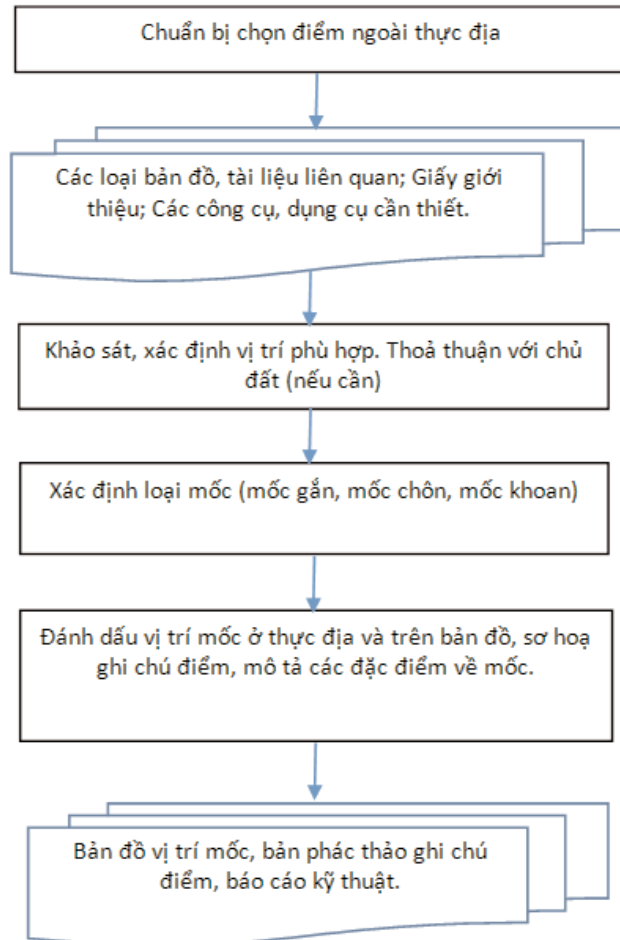 Chuẩn bị chọn điểm ngoài thực địa
Các loại bản đồ, tài liệu liên quan; Giấy giới
thiệu; Các công cụ, dụng cụ cần thiết.
Khảo sát, xác định vị trí phù hợp. Thoả thuận với chủ
đất (nếu cần)
Xác định loại mốc (mốc gắn, mốc chôn, mốc khoan)
Đánh dấu vị trí mốc ở thực địa và trên bản đồ, sơ hoạ
ghi chú điểm, mô tả các đặc điểm về mốc.
Bản đồ vị trí mốc, bản phác thảo ghi chú
điểm, báo cáo kỹ thuật.